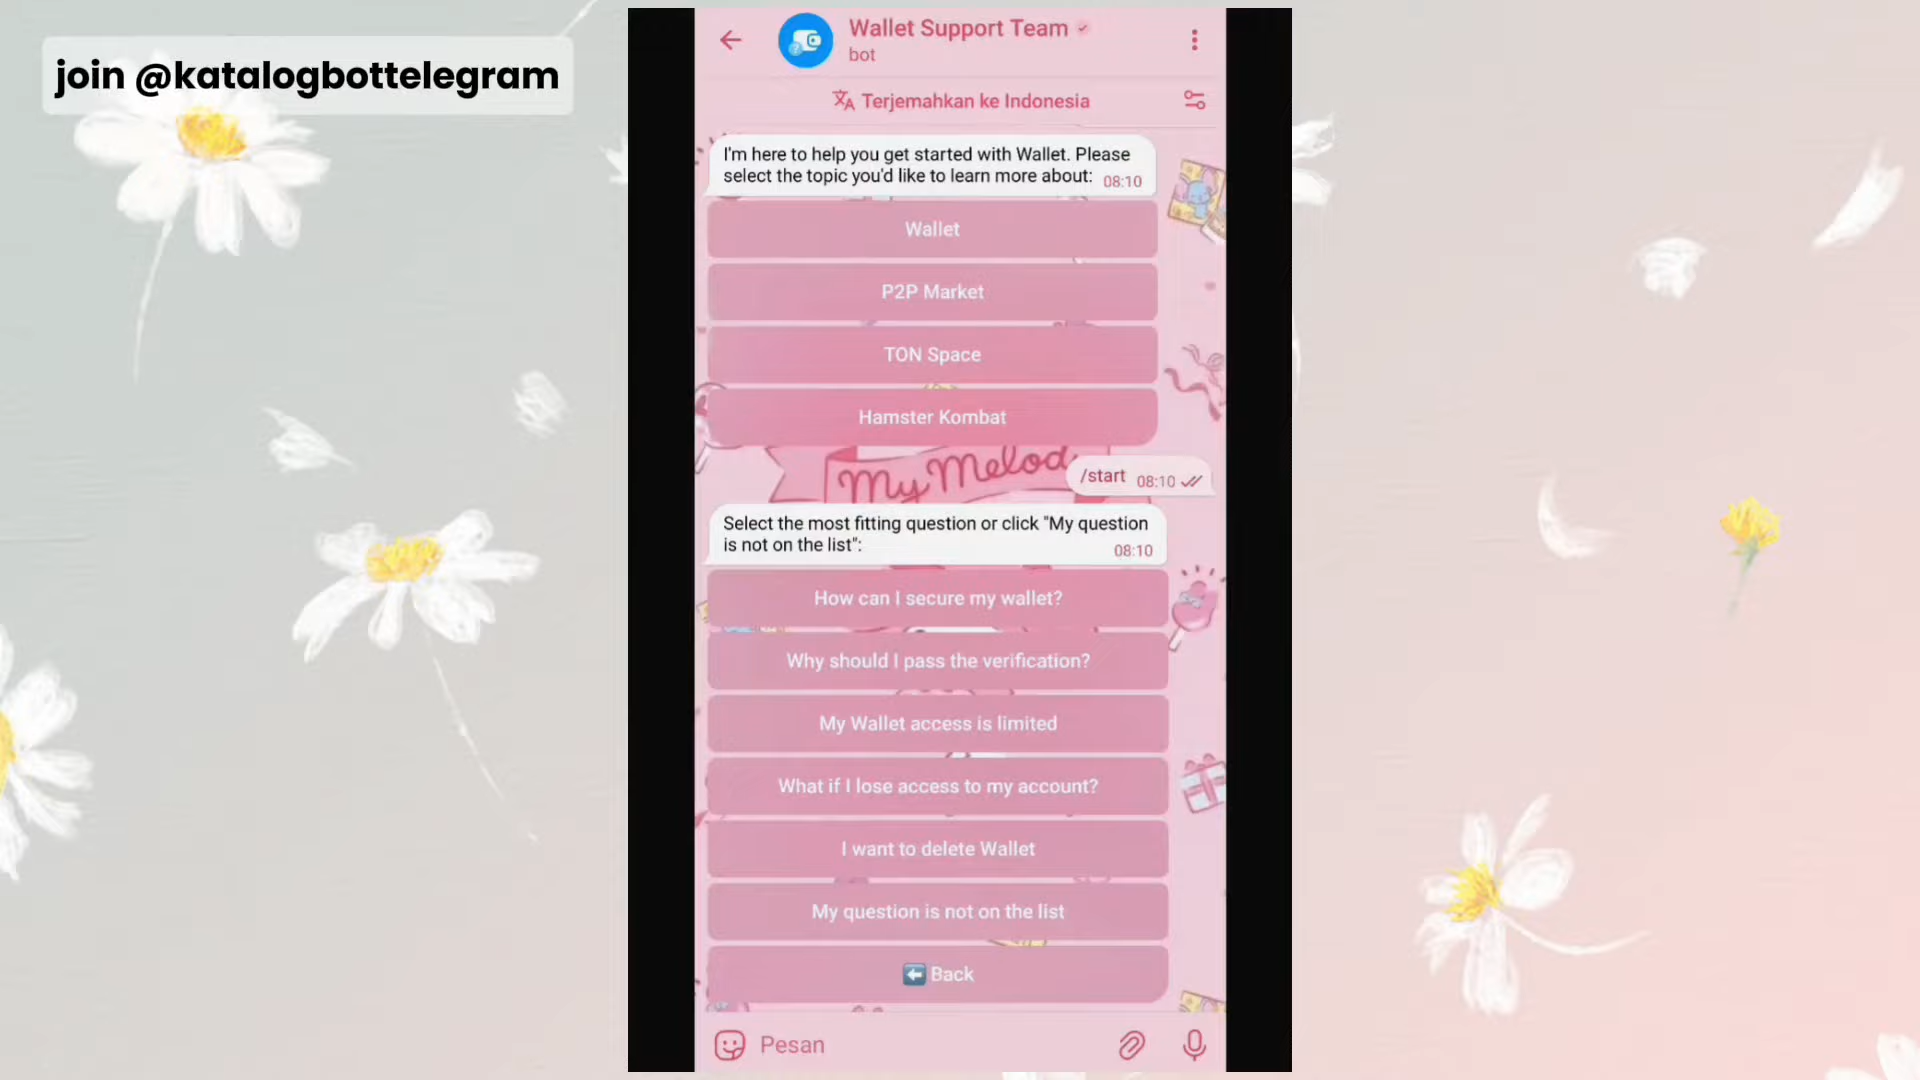 join @katalogbottelegram
Wallet Support Team
bot
Terjemahkan ke Indonesia
I'm here to help you get started with Wallet. Please
select the topic you'd like to learn more about: 08:10
Wallet
P2P Market
TON Space
Hamster Kombat
My Melod
/start 08:10
Select the most fitting question or click "My question
is not on the list": 08:10
How can I secure my wallet?
Why should I pass the verification?
My Wallet access is limited
What if I lose access to my account?
I want to delete Wallet
My question is not on the list
Back
Pesan